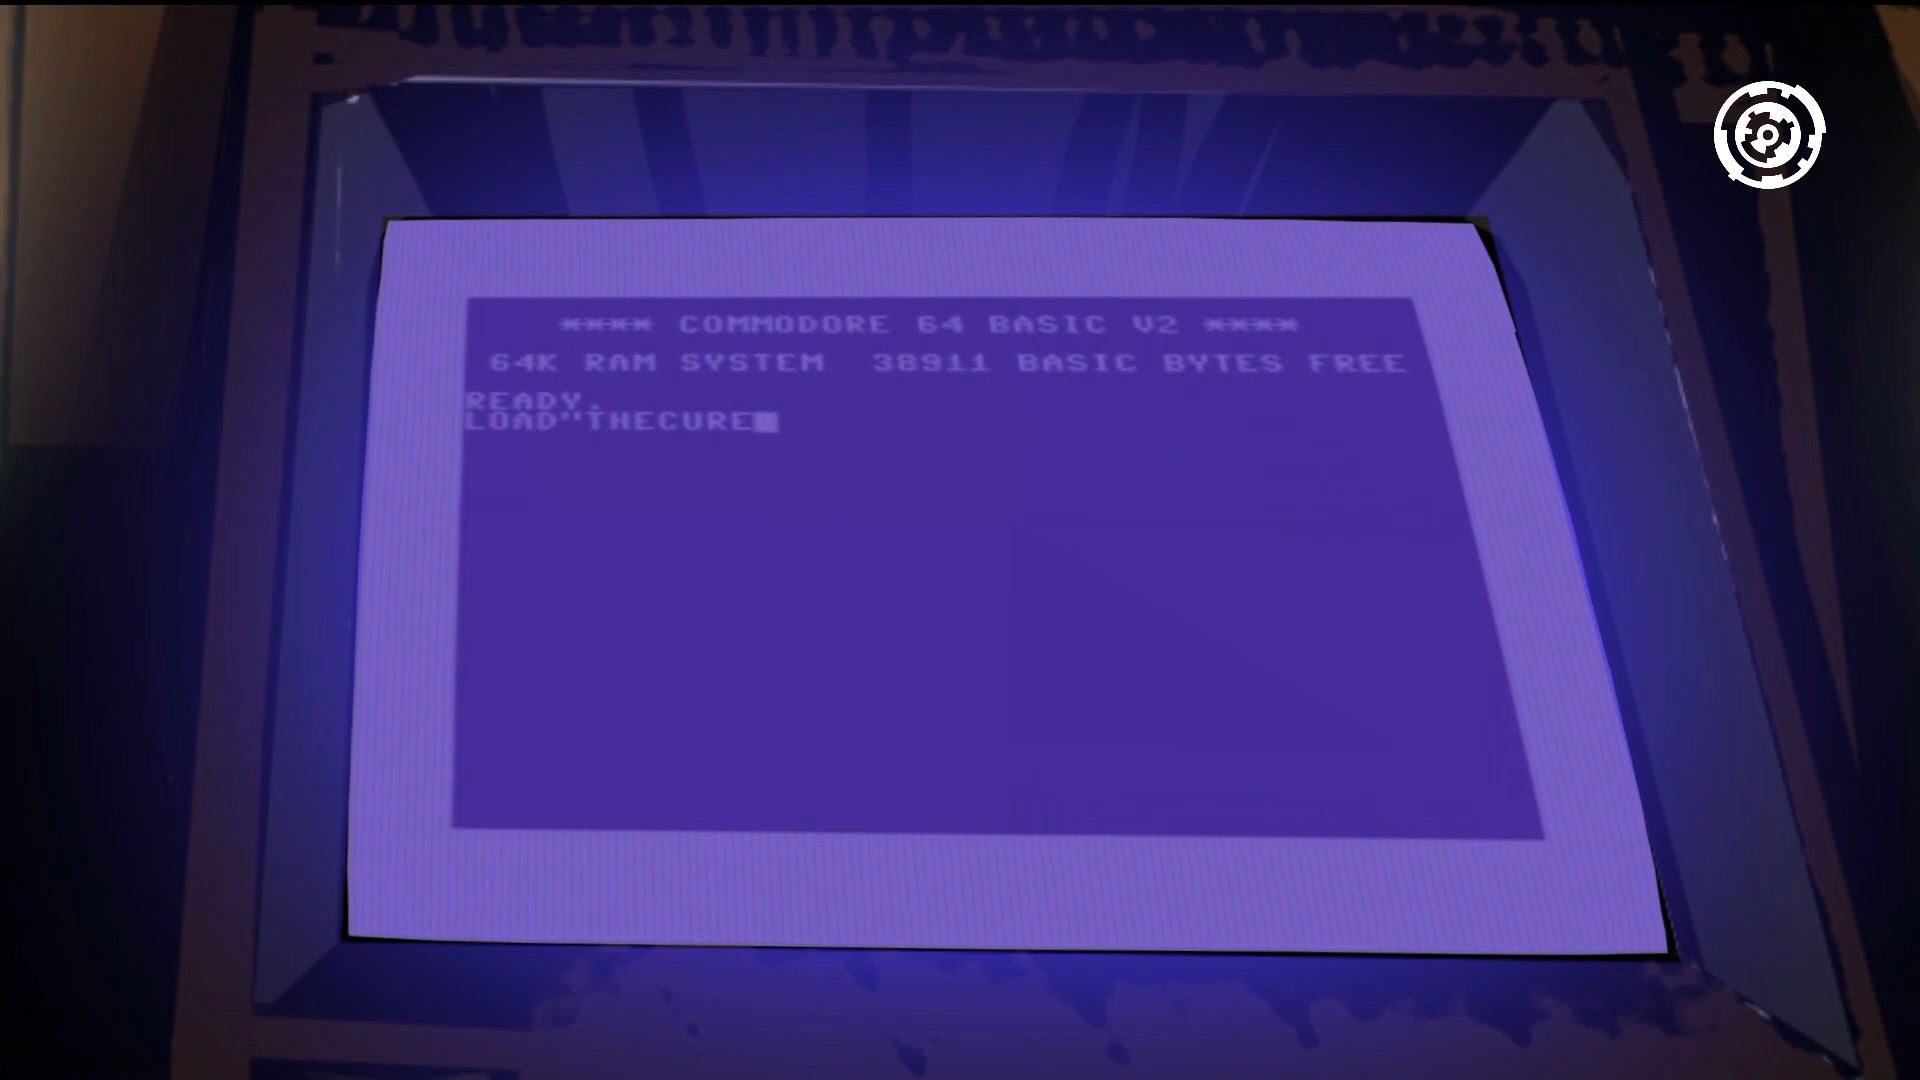 **** COMMODORE 64 BASIC V2 ****
64K RAM SYSTEM  38911 BASIC BYTES FREE
READY.
LOAD"THECURE